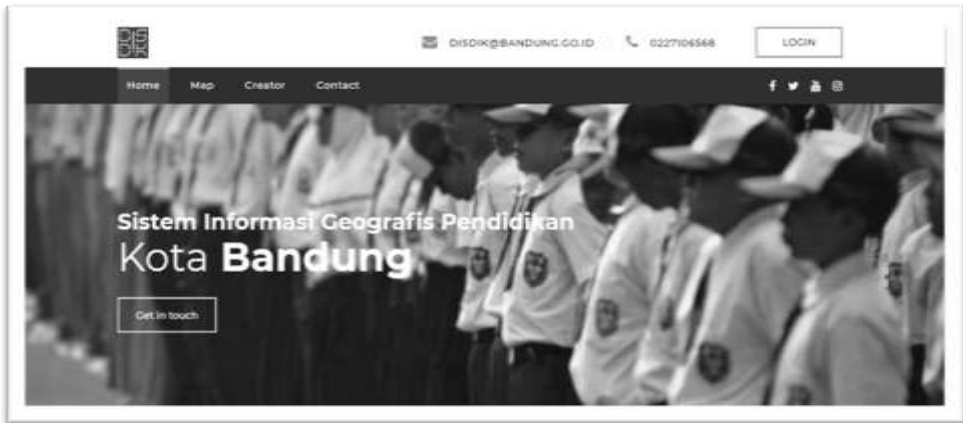 DISDIK
DISDIK@BANDUNG.GO.ID
0227106568
LOGIN
Home Map Creator Contact
Sistem Informasi Geografis Pendidikan
Kota Bandung
Get in touch